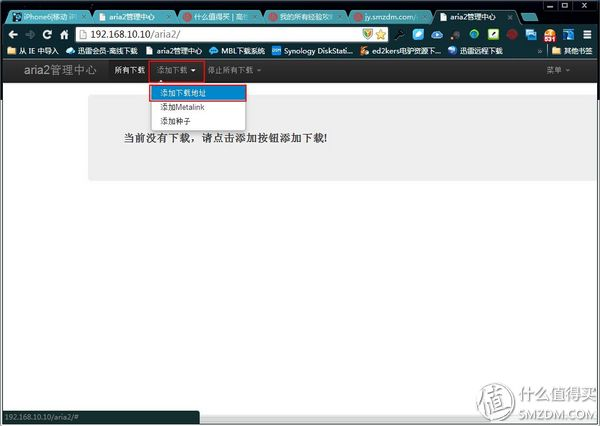 iPhone6[移动 iP
aria2管理中心
什么值得买 | 高性
我的所有经验攻略
jy.smzdm.com/
aria2管理中心
192.168.10.10/aria2/
531
从 IE 中导入
迅雷会员-离线下载
aria2管理中心
MBL下载系统
Synology DiskStation
ed2kers电驴资源下...
迅雷远程下载
»
其他书签
aria2管理中心
所有下载
添加下载
停止所有下载
菜单
添加下载地址
添加Metalink
添加种子
当前没有下载，请点击添加按钮添加下载!
192.168.10.10/aria2/#
值 什么值得买
SMZDM.COM